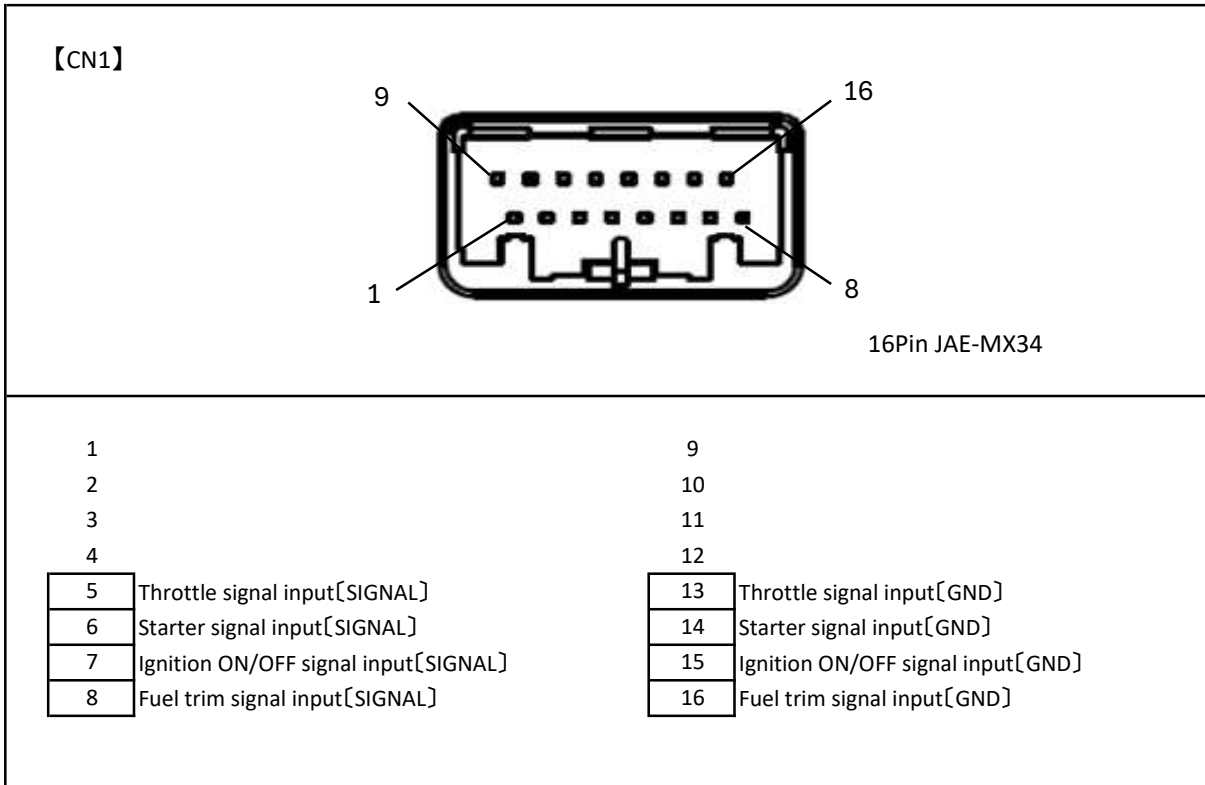 【CN1】
9 16
1 8
16Pin JAE-MX34
1 9
2 10
3 11
4 12
5 Throttle signal input〔SIGNAL〕 13 Throttle signal input〔GND〕
6 Starter signal input〔SIGNAL〕 14 Starter signal input〔GND〕
7 Ignition ON/OFF signal input〔SIGNAL〕 15 Ignition ON/OFF signal input〔GND〕
8 Fuel trim signal input〔SIGNAL〕 16 Fuel trim signal input〔GND〕